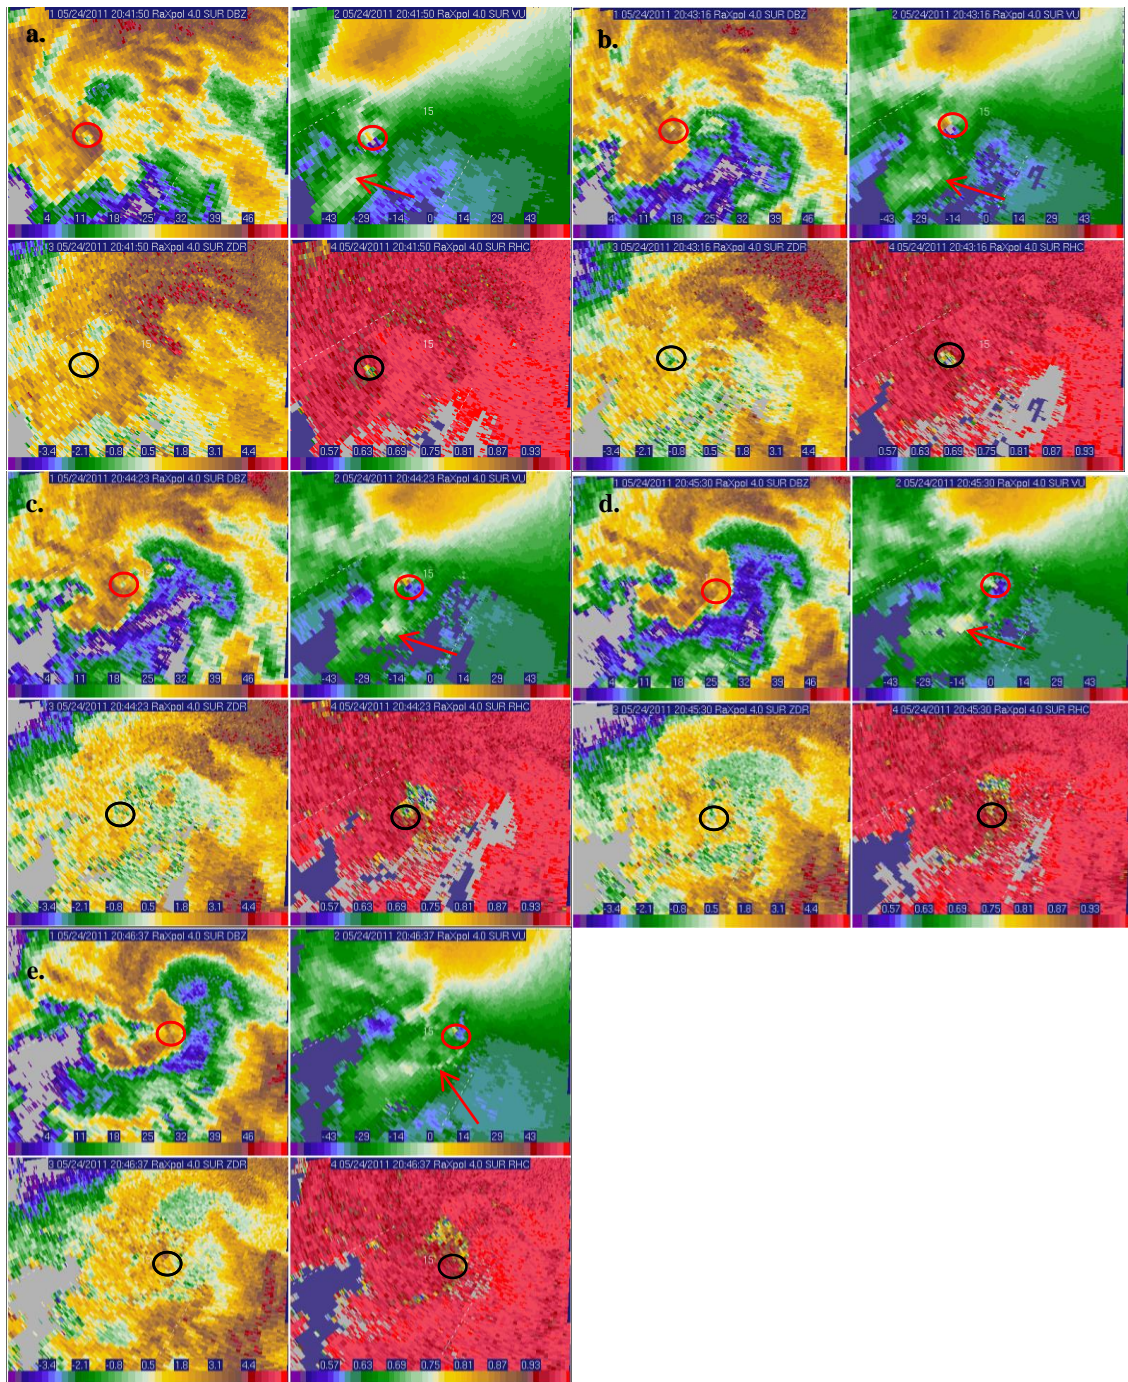 a.
1 05/24/2011 20:41:50 RaXpol 4.0 SUR DBZ
2 05/24/2011 20:41:50 RaXpol 4.0 SUR VU
15
4 11 18 25 32 39 46
-43 -29 -14 0 14 29 43
3 05/24/2011 20:41:50 RaXpol 4.0 SUR ZDR
4 05/24/2011 20:41:50 RaXpol 4.0 SUR RHC
15
15
-3.4 -2.1 -0.8 0.5 1.8 3.1 4.4
0.57 0.63 0.69 0.75 0.81 0.87 0.93
b.
1 05/24/2011 20:43:16 RaXpol 4.0 SUR DBZ
2 05/24/2011 20:43:16 RaXpol 4.0 SUR VU
15
4 11 18 25 32 39 46
-43 -29 -14 0 14 29 43
3 05/24/2011 20:43:16 RaXpol 4.0 SUR ZDR
4 05/24/2011 20:43:16 RaXpol 4.0 SUR RHC
15
15
-3.4 -2.1 -0.8 0.5 1.8 3.1 4.4
0.57 0.63 0.69 0.75 0.81 0.87 0.93
c.
1 05/24/2011 20:44:23 RaXpol 4.0 SUR DBZ
2 05/24/2011 20:44:23 RaXpol 4.0 SUR VU
15
4 11 18 25 32 39 46
-43 -29 -14 0 14 29 43
3 05/24/2011 20:44:23 RaXpol 4.0 SUR ZDR
4 05/24/2011 20:44:23 RaXpol 4.0 SUR RHC
-3.4 -2.1 -0.8 0.5 1.8 3.1 4.4
0.57 0.63 0.69 0.75 0.81 0.87 0.93
d.
1 05/24/2011 20:45:30 RaXpol 4.0 SUR DBZ
2 05/24/2011 20:45:30 RaXpol 4.0 SUR VU
4 11 18 25 32 39 46
-43 -29 -14 0 14 29 43
3 05/24/2011 20:45:30 RaXpol 4.0 SUR ZDR
4 05/24/2011 20:45:30 RaXpol 4.0 SUR RHC
-3.4 -2.1 -0.8 0.5 1.8 3.1 4.4
0.57 0.63 0.69 0.75 0.81 0.87 0.93
e.
1 05/24/2011 20:46:37 RaXpol 4.0 SUR DBZ
2 05/24/2011 20:46:37 RaXpol 4.0 SUR VU
15
4 11 18 25 32 39 46
-43 -29 -14 0 14 29 43
3 05/24/2011 20:46:37 RaXpol 4.0 SUR ZDR
4 05/24/2011 20:46:37 RaXpol 4.0 SUR RHC
15
-3.4 -2.1 -0.8 0.5 1.8 3.1 4.4
0.57 0.63 0.69 0.75 0.81 0.87 0.93